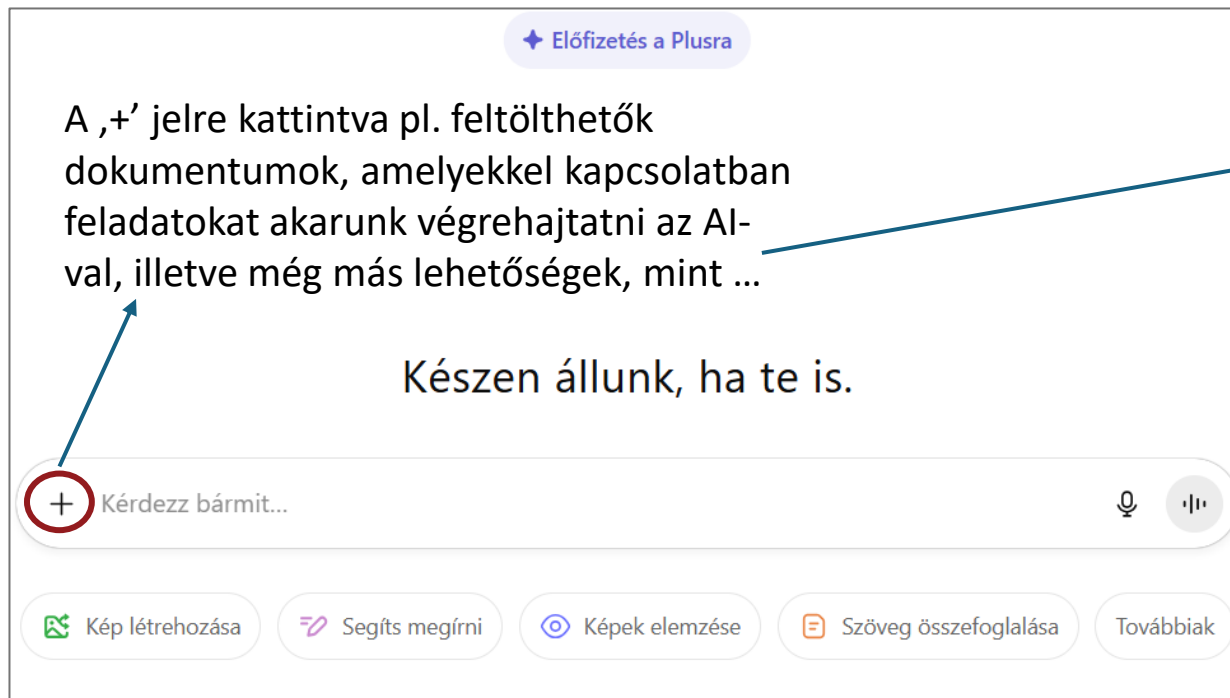 Előfizetés a Plusra
A ‚+’ jelre kattintva pl. feltölthetők
dokumentumok, amelyekkel kapcsolatban
feladatokat akarunk végrehajtatni az AI-
val, illetve még más lehetőségek, mint …
Készen állunk, ha te is.
+ Kérdezz bármit...
Kép létrehozása Segíts megírni Képek elemzése Szöveg összefoglalása Továbbiak